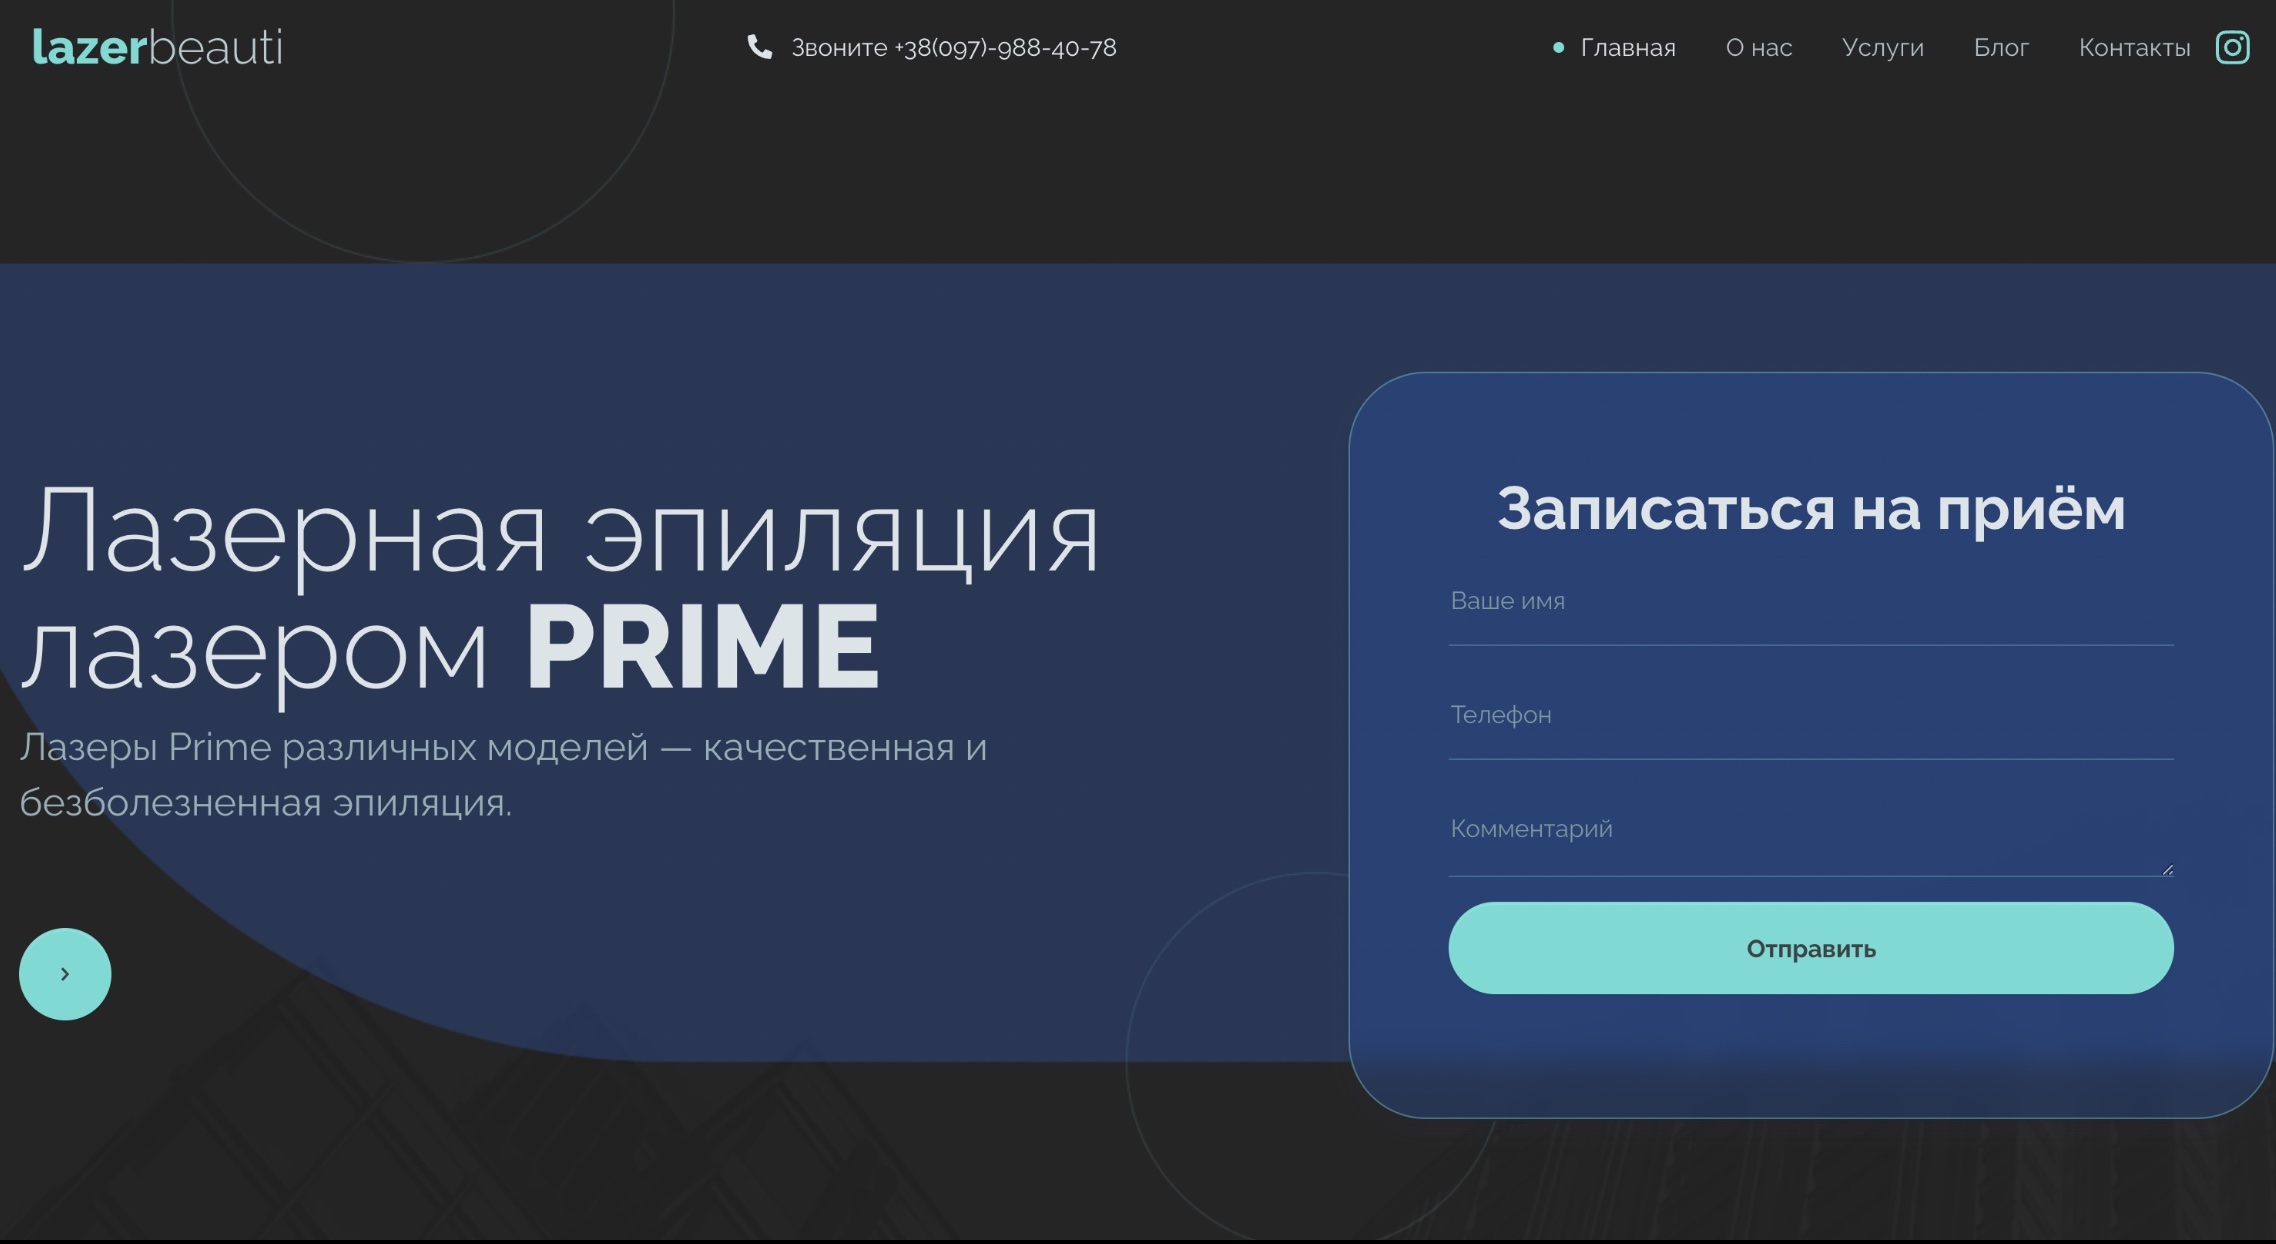 lazerbeauti
Звоните +38(097)-988-40-78
Главная О нас Услуги Блог Контакты
Лазерная эпиляция
лазером PRIME
Лазеры Prime различных моделей — качественная и
безболезненная эпиляция.
Записаться на приём
Ваше имя
Телефон
Комментарий
Отправить